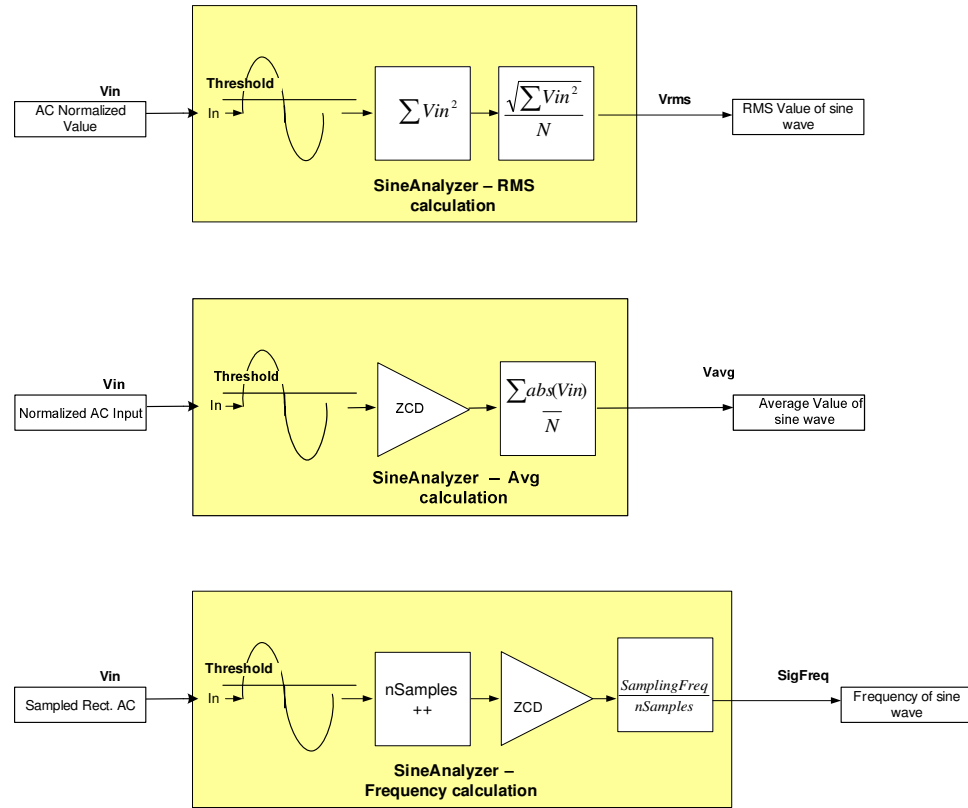 Vin
AC Normalized
Value
Threshold
In
∑Vin²
√∑Vin²
N
Vrms
RMS Value of sine
wave
SineAnalyzer – RMS
calculation
Vin
Normalized AC Input
Threshold
In
ZCD
∑abs(Vin)
N
Vavg
Average Value of
sine wave
SineAnalyzer – Avg
calculation
Vin
Sampled Rect. AC
Threshold
In
nSamples
++
ZCD
SamplingFreq
nSamples
SigFreq
Frequency of sine
wave
SineAnalyzer –
Frequency calculation